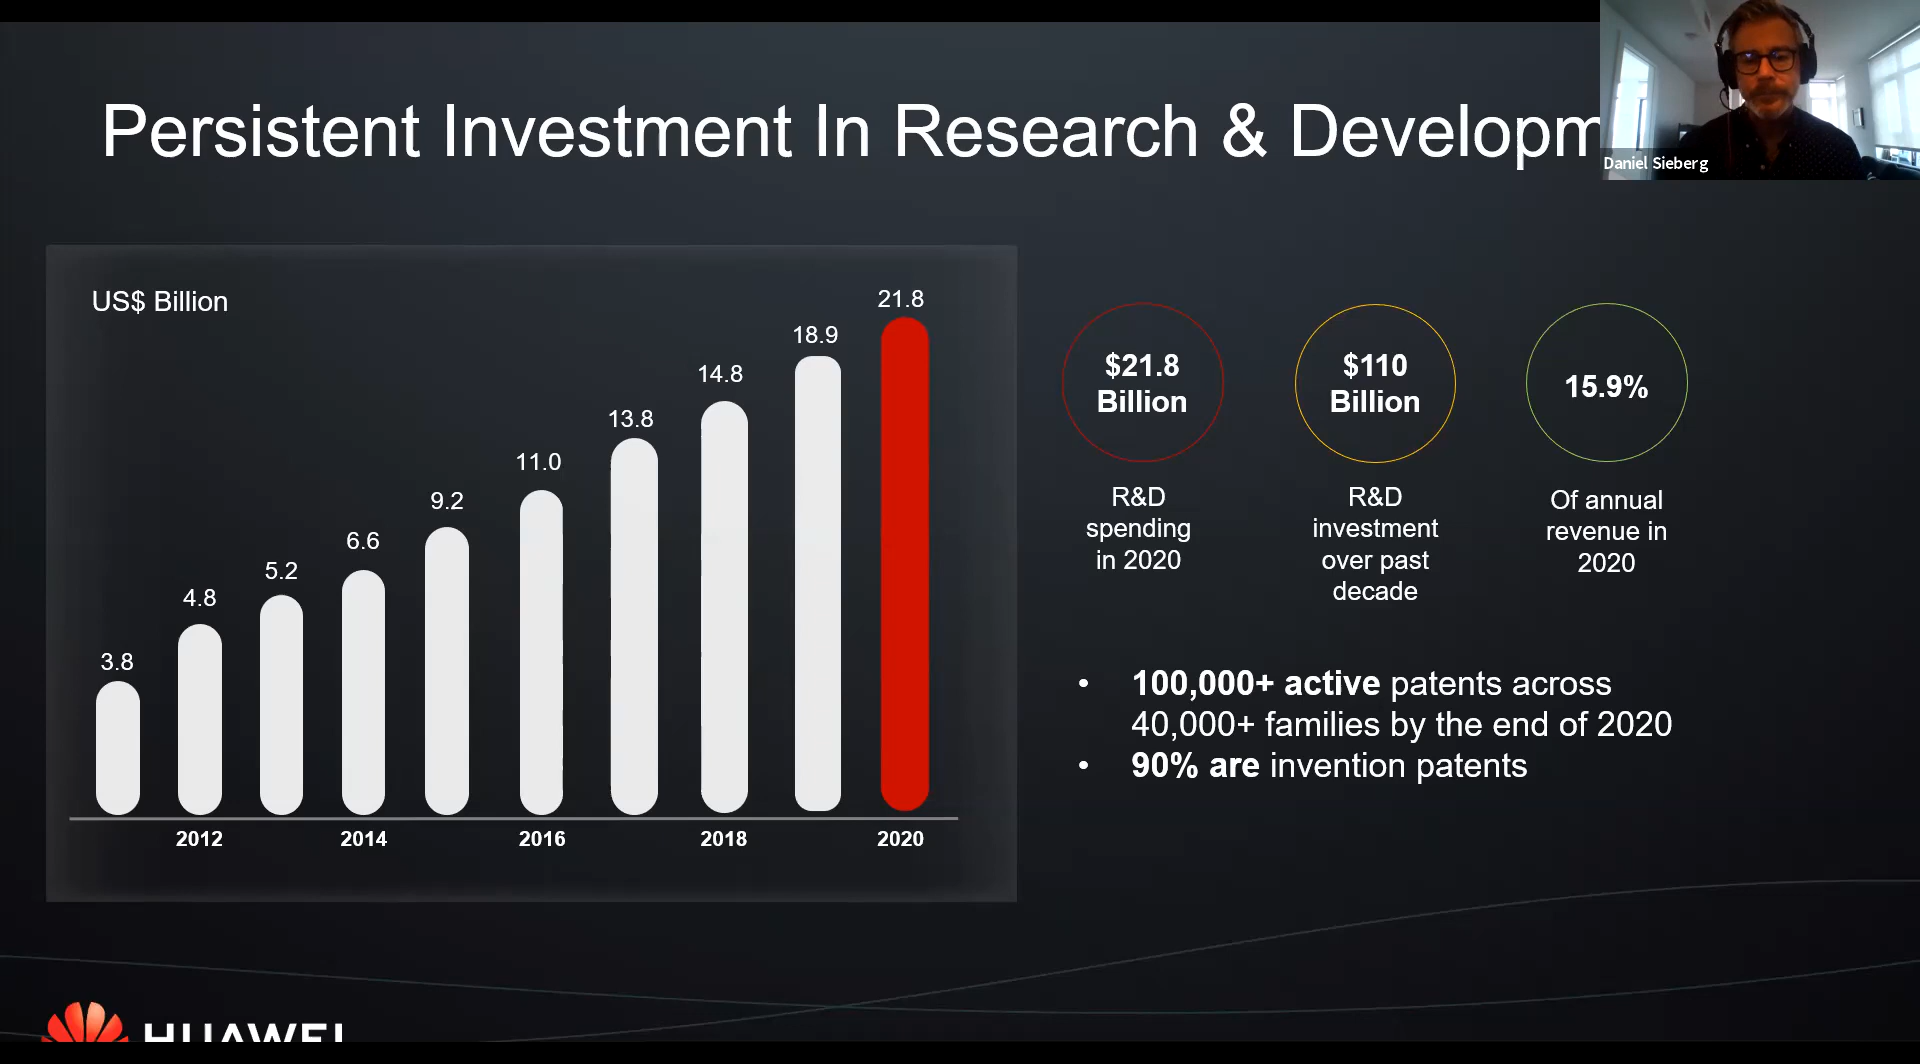 Persistent Investment In Research & Developm
Daniel Sieberg
US$ Billion
3.8
4.8
5.2
6.6
9.2
11.0
13.8
14.8
18.9
21.8
2012
2014
2016
2018
2020
$21.8
Billion
R&D
spending
in 2020
$110
Billion
R&D
investment
over past
decade
15.9%
Of annual
revenue in
2020
• 100,000+ active patents across
40,000+ families by the end of 2020
• 90% are invention patents
HUAWEI